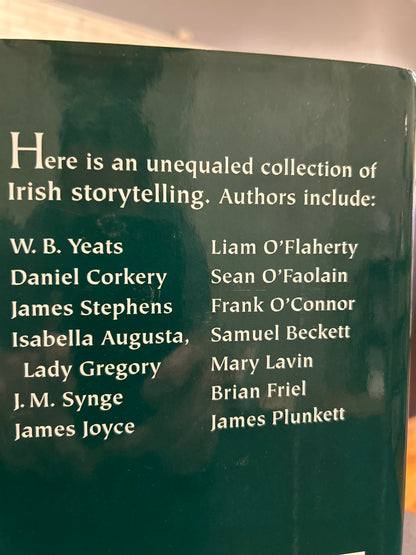 Here is an unequaled collection of
Irish storytelling. Authors include:
W. B. Yeats
Daniel Corkery
James Stephens
Isabella Augusta,
Lady Gregory
J. M. Synge
James Joyce
Liam O'Flaherty
Sean O'Faolain
Frank O'Connor
Samuel Beckett
Mary Lavin
Brian Friel
James Plunkett